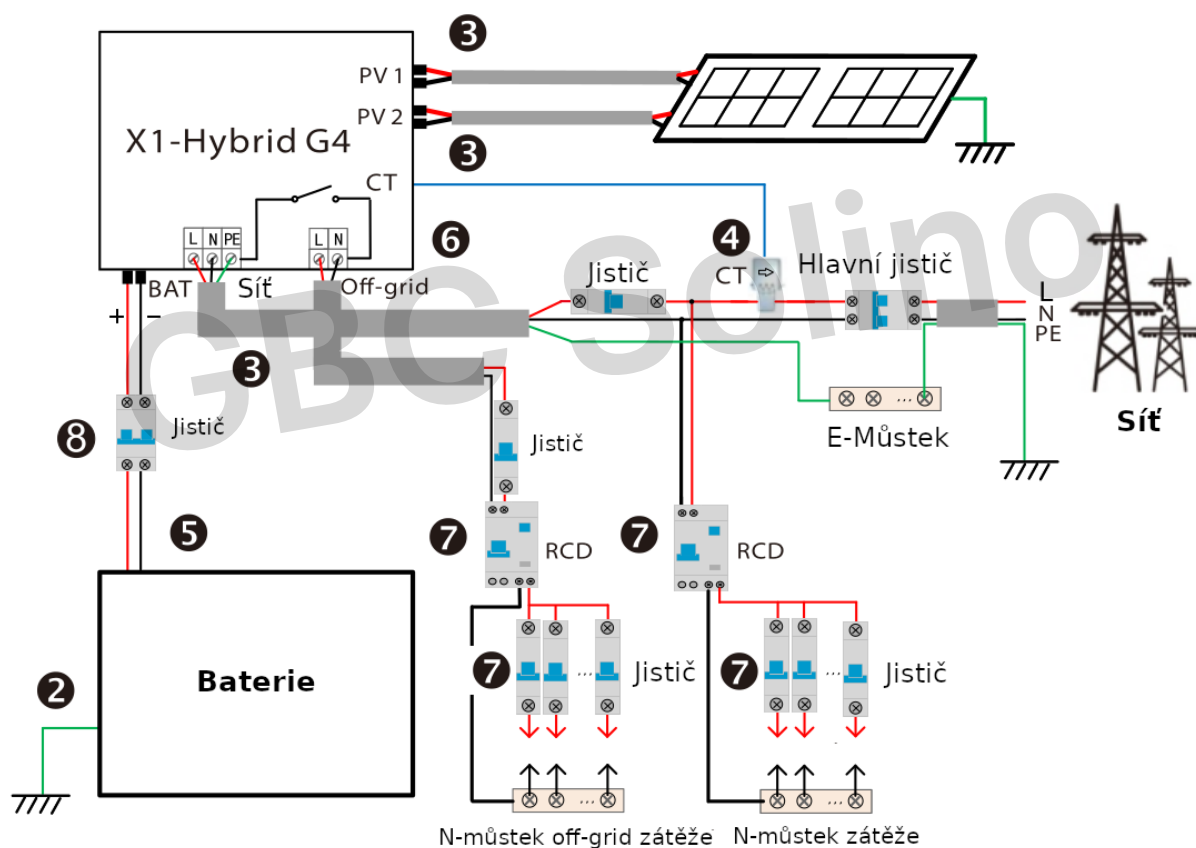 3
PV 1
PV 2
3
X1-Hybrid G4
CT
L N PE
L N
BAT
Síť
Off-grid
6
4
CT
Jistič
Hlavní jistič
L
N
PE
+ −
3
E-Můstek
Síť
8
Jistič
Jistič
5
7
RCD
7
RCD
Baterie
2
7
...
Jistič
7
...
Jistič
...
...
...
N-můstek off-grid zátěže
N-můstek zátěže
GBC Solino